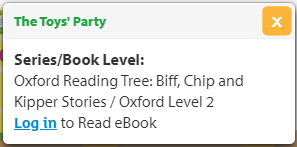 The Toys' Party
x
Series/Book Level:
Oxford Reading Tree: Biff, Chip and
Kipper Stories / Oxford Level 2
Log in to Read eBook